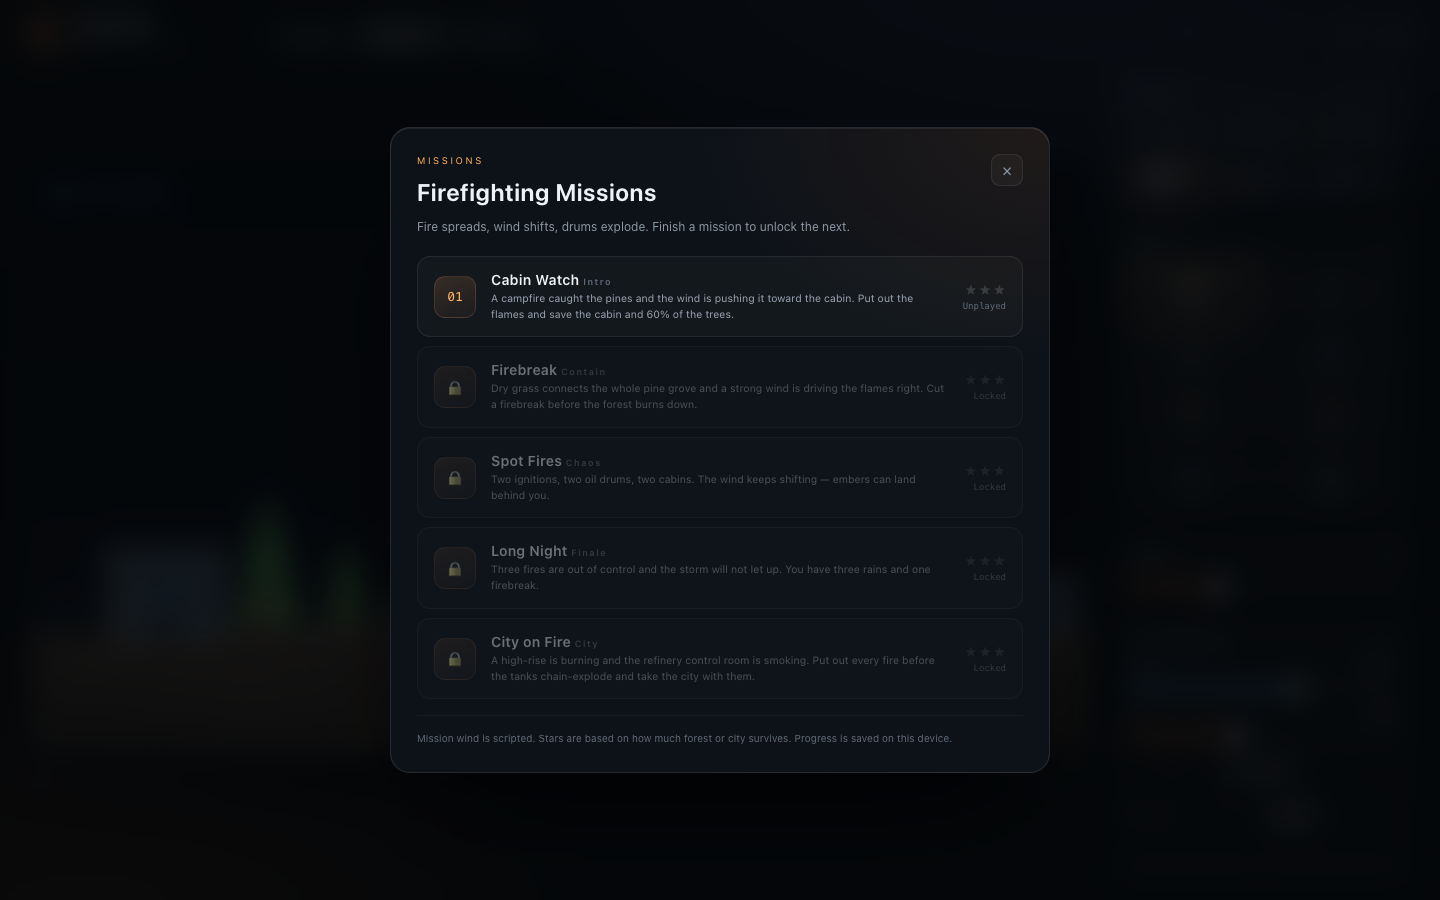 MISSIONS
Firefighting Missions
×
Fire spreads, wind shifts, drums explode. Finish a mission to unlock the next.
01
Cabin Watch Intro
A campfire caught the pines and the wind is pushing it toward the cabin. Put out the
flames and save the cabin and 60% of the trees.
★★★
Unplayed
Firebreak Contain
Dry grass connects the whole pine grove and a strong wind is driving the flames right. Cut
a firebreak before the forest burns down.
★★★
Locked
Spot Fires Chaos
Two ignitions, two oil drums, two cabins. The wind keeps shifting — embers can land
behind you.
★★★
Locked
Long Night Finale
Three fires are out of control and the storm will not let up. You have three rains and one
firebreak.
★★★
Locked
City on Fire City
A high-rise is burning and the refinery control room is smoking. Put out every fire before
the tanks chain-explode and take the city with them.
★★★
Locked
Mission wind is scripted. Stars are based on how much forest or city survives. Progress is saved on this device.